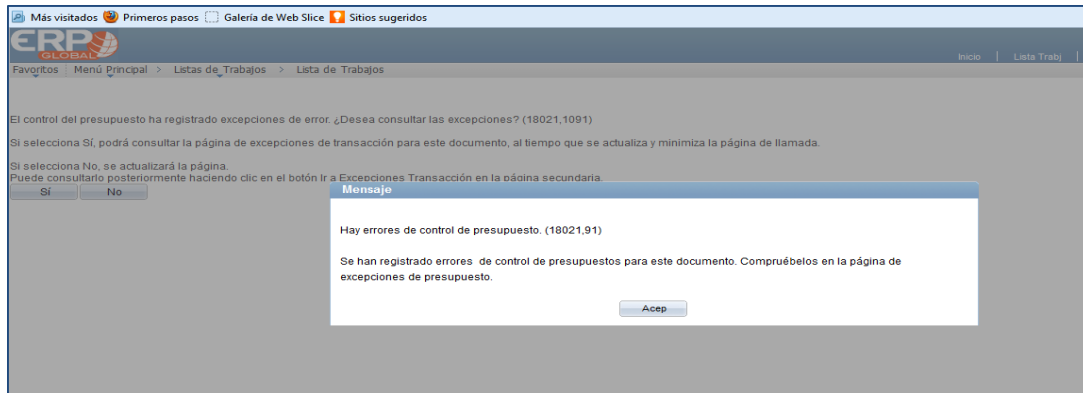 Más visitados Primeros pasos Galería de Web Slice Sitios sugeridos
ERP
GLOBAL
Inicio | Lista Trabj |
Favoritos Menú Principal > Listas de Trabajos > Lista de Trabajos
El control del presupuesto ha registrado excepciones de error. ¿Desea consultar las excepciones? (18021,1091)
Si selecciona Sí, podrá consultar la página de excepciones de transacción para este documento, al tiempo que se actualiza y minimiza la página de llamada.
Si selecciona No, se actualizará la página.
Puede consultarlo posteriormente haciendo clic en el botón Ir a Excepciones Transacción en la página secundaria.
Sí No
Mensaje
Hay errores de control de presupuesto. (18021,91)
Se han registrado errores de control de presupuestos para este documento. Compruébelos en la página de
excepciones de presupuesto.
Acep